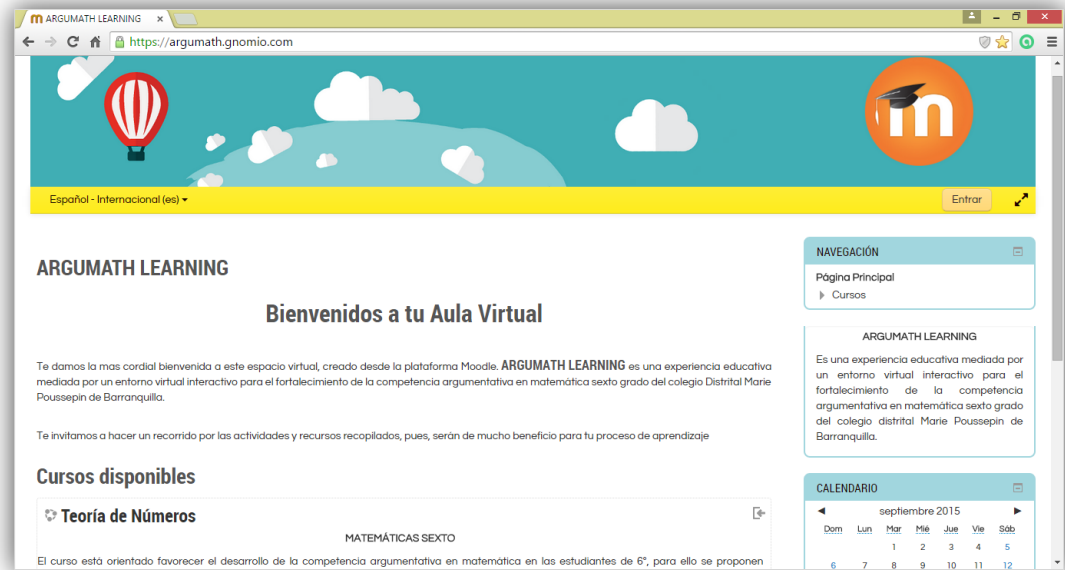 ARGUMATH LEARNING
https://argumath.gnomio.com
m
Español - Internacional (es)
Entrar
ARGUMATH LEARNING
Bienvenidos a tu Aula Virtual
Te damos la mas cordial bienvenida a este espacio virtual, creado desde la plataforma Moodle. ARGUMATH LEARNING es una experiencia educativa
mediada por un entorno virtual interactivo para el fortalecimiento de la competencia argumentativa en matemática sexto grado del colegio Distrital Marie
Poussepin de Barranquilla.
Te invitamos a hacer un recorrido por las actividades y recursos recopilados, pues, serán de mucho beneficio para tu proceso de aprendizaje
Cursos disponibles
Teoría de Números
MATEMÁTICAS SEXTO
El curso está orientado favorecer el desarrollo de la competencia argumentativa en matemática en las estudiantes de 6°, para ello se proponen
NAVEGACIÓN
Página Principal
Cursos
ARGUMATH LEARNING
Es una experiencia educativa mediada por
un entorno virtual interactivo para el
fortalecimiento de la competencia
argumentativa en matemática sexto grado
del colegio distrital Marie Poussepin de
Barranquilla.
CALENDARIO
septiembre 2015
Dom Lun Mar Mié Jue Vie Sáb
1 2 3 4 5
6 7 8 9 10 11 12